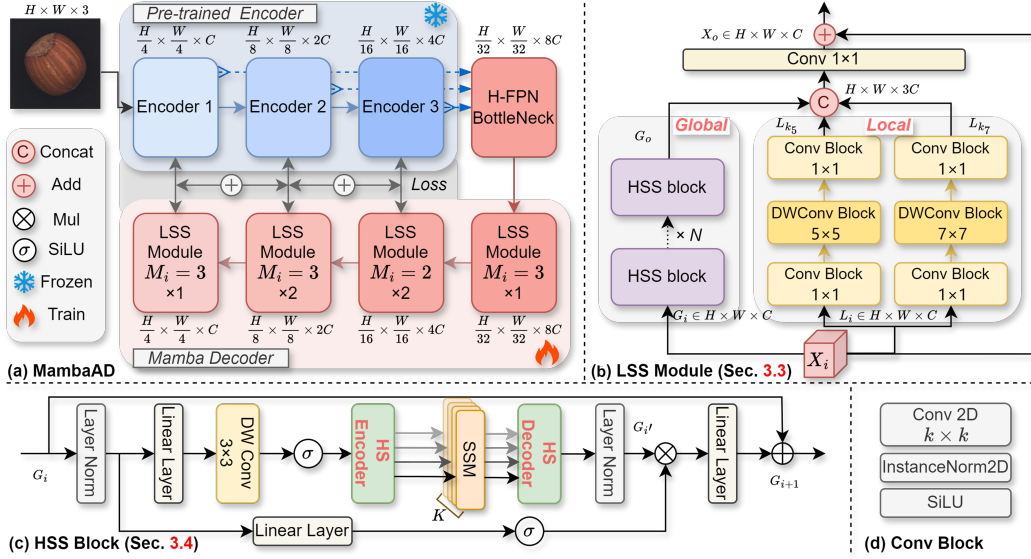 H × W × 3
Pre-trained Encoder
H/4 × W/4 × C
H/8 × W/8 × 2C
H/16 × W/16 × 4C
H/32 × W/32 × 8C
Encoder 1
Encoder 2
Encoder 3
H-FPN
BottleNeck
C Concat
Add
Mul
σ SiLU
Frozen
Train
Loss
LSS
Module
M_i = 3
×1
LSS
Module
M_i = 3
×2
LSS
Module
M_i = 2
×2
LSS
Module
M_i = 3
×1
H/4 × W/4 × C
H/8 × W/8 × 2C
H/16 × W/16 × 4C
H/32 × W/32 × 8C
Mamba Decoder
(a) MambaAD
X_o ∈ H × W × C
Conv 1×1
H × W × 3C
C
G_o
Global
L_k5
Local
L_k7
HSS block
× N
HSS block
Conv Block
1×1
DWConv Block
5×5
Conv Block
1×1
Conv Block
1×1
DWConv Block
7×7
Conv Block
1×1
G_i ∈ H × W × C
L_i ∈ H × W × C
X_i
(b) LSS Module (Sec. 3.3)
G_i
Layer Norm
Linear Layer
DW Conv
3×3
σ
HS
Encoder
SSM
K
HS
Decoder
Layer Norm
G_i′
Linear Layer
G_i+1
Linear Layer
σ
(c) HSS Block (Sec. 3.4)
Conv 2D
k × k
InstanceNorm2D
SiLU
(d) Conv Block